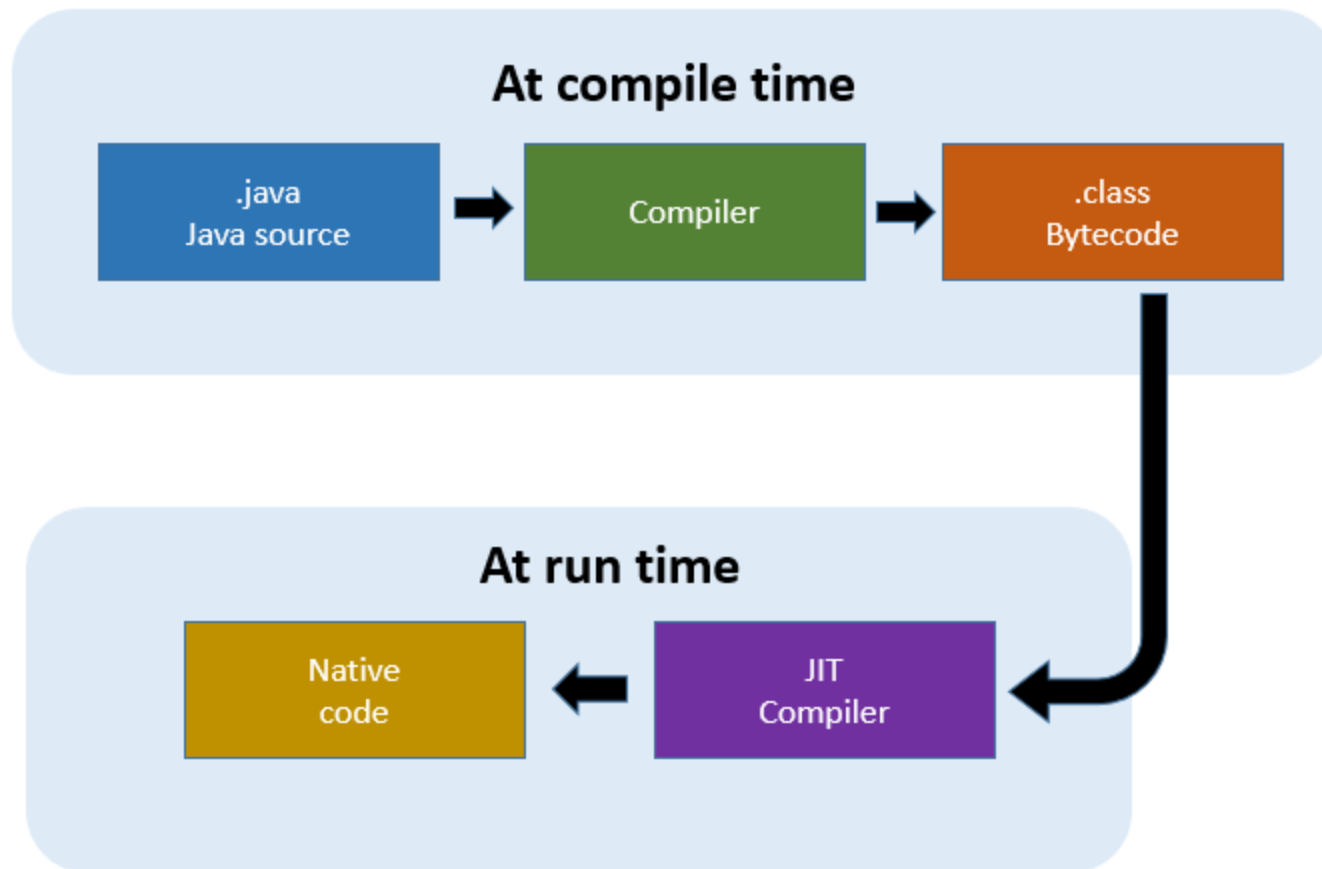 At compile time
.java
Java source
Compiler
.class
Bytecode
At run time
Native
code
JIT
Compiler